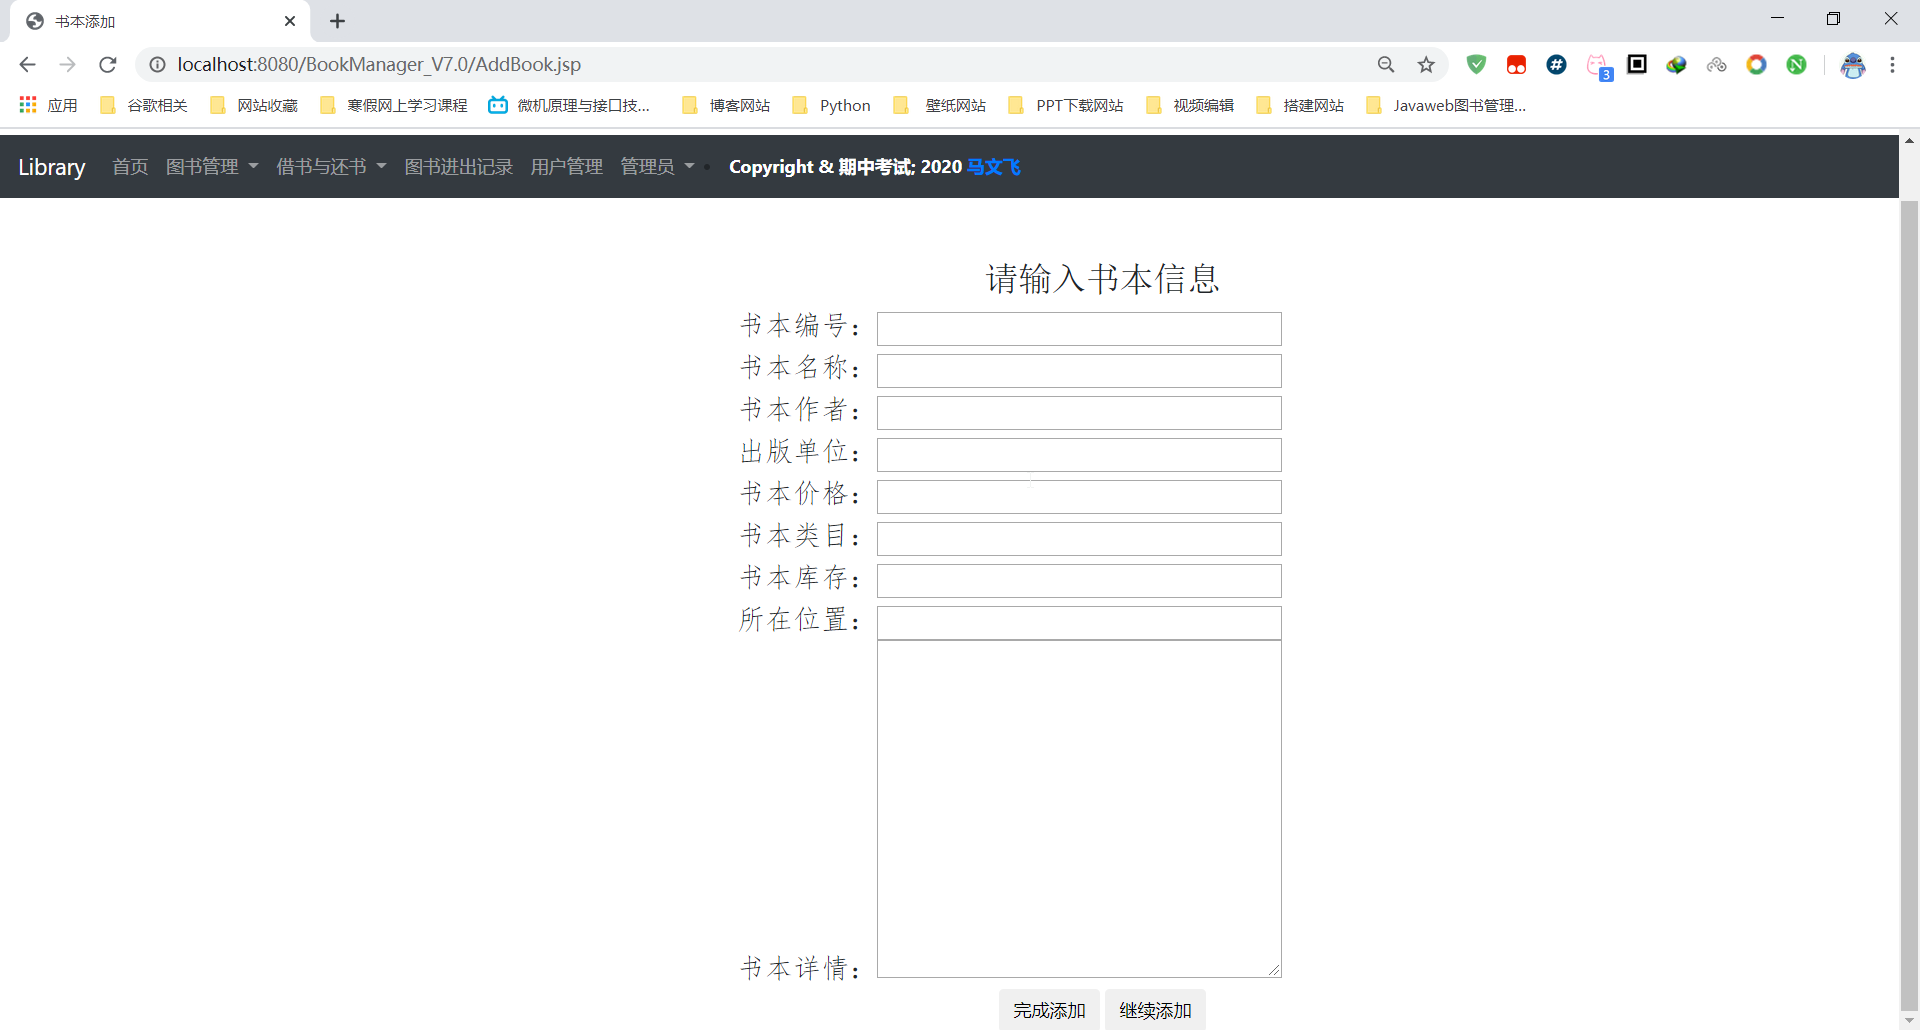 书本添加
localhost:8080/BookManager_V7.0/AddBook.jsp
3
应用 谷歌相关 网站收藏 寒假网上学习课程 微机原理与接口技... 博客网站 Python 壁纸网站 PPT下载网站 视频编辑 搭建网站 Javaweb图书管理...
Library 首页 图书管理 借书与还书 图书进出记录 用户管理 管理员 Copyright & 期中考试; 2020 马文飞
请输入书本信息
书本编号：
书本名称：
书本作者：
出版单位：
书本价格：
书本类目：
书本库存：
所在位置：
书本详情：
完成添加 继续添加